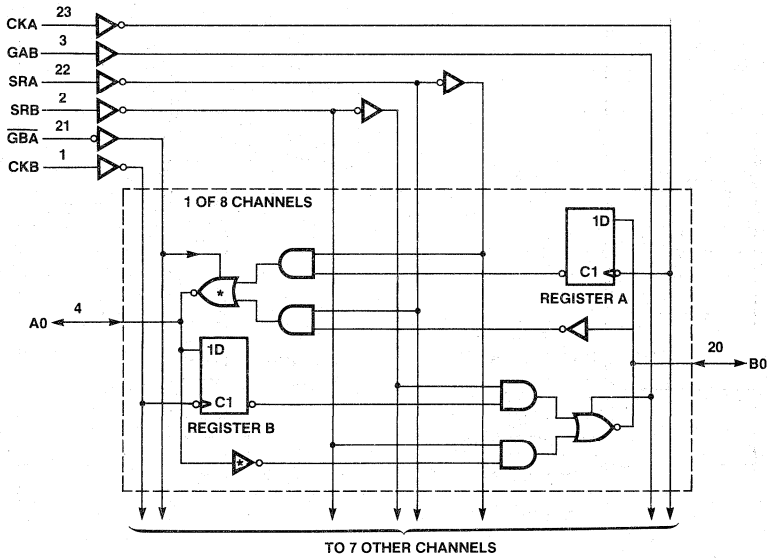 CKA 23
GAB 3
SRA 22
SRB 2
GBA 21
CKB 1
1 OF 8 CHANNELS
1D
C1
REGISTER A
*
A0 4
20 B0
1D
C1
REGISTER B
*
TO 7 OTHER CHANNELS